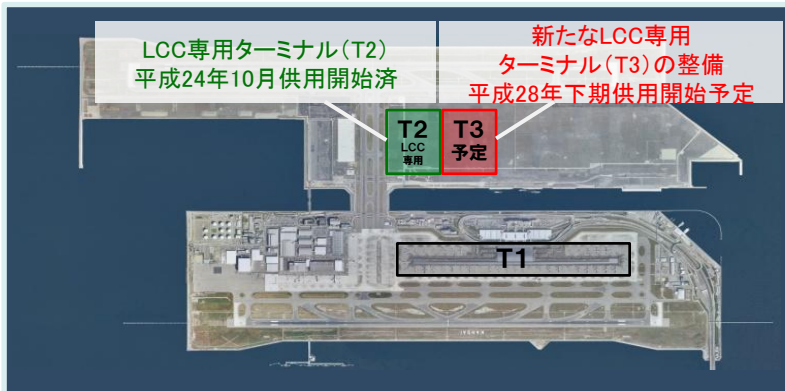 LCC専用ターミナル（T2）
平成24年10月供用開始済
新たなLCC専用
ターミナル（T3）の整備
平成28年下期供用開始予定
T2
LCC
専用
T3
予定
T1
KANSAI